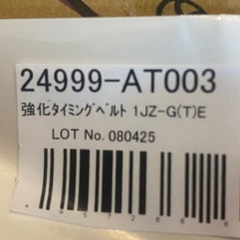 24999-AT003
強化ﾀｲﾐﾝｸﾞﾍﾞﾙﾄ 1JZ-G(T)E
LOT No. 080425